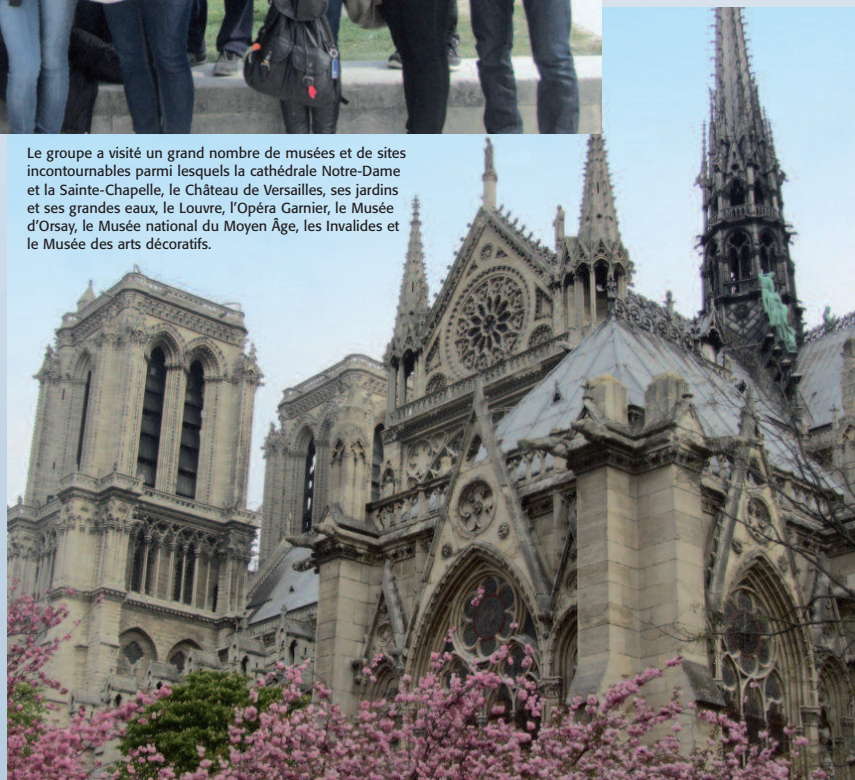 Le groupe a visité un grand nombre de musées et de sites
incontournables parmi lesquels la cathédrale Notre-Dame
et la Sainte-Chapelle, le Château de Versailles, ses jardins
et ses grandes eaux, le Louvre, l’Opéra Garnier, le Musée
d’Orsay, le Musée national du Moyen Âge, les Invalides et
le Musée des arts décoratifs.